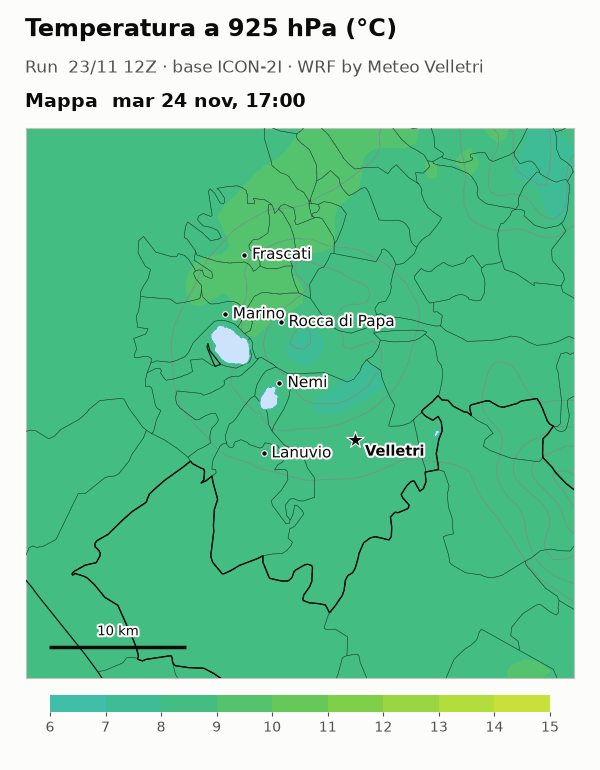 Temperatura a 925 hPa (°C)
Run  23/11 12Z · base ICON-2I · WRF by Meteo Velletri
Mappa  mar 24 nov, 17:00
Frascati
Marino
Rocca di Papa
Nemi
Velletri
Lanuvio
10 km
6 7 8 9 10 11 12 13 14 15